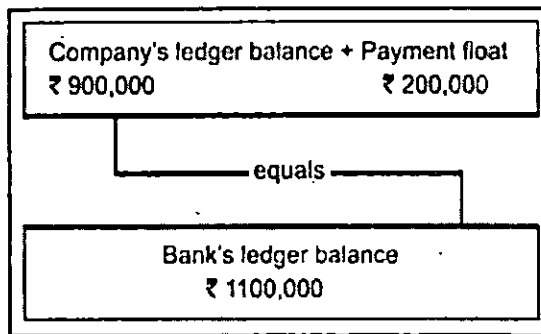 Company's ledger balance + Payment float
₹ 900,000 ₹ 200,000
equals
Bank's ledger balance
₹ 1100,000